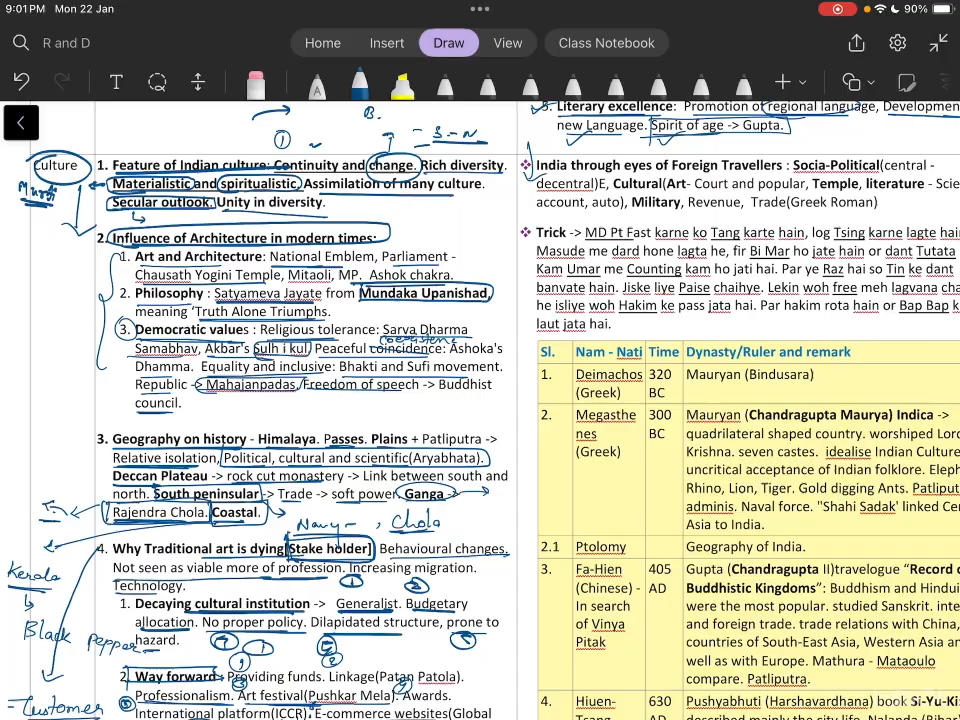 9:01 PM Mon 22 Jan
90%
R and D
Home
Insert
Draw
View
Class Notebook
B.
①
S - N
Culture
1. Feature of Indian culture: Continuity and change. Rich diversity.
Materialistic and spiritualistic. Assimilation of many culture.
Secular outlook. Unity in diversity.
2. Influence of Architecture in modern times:
1. Art and Architecture: National Emblem, Parliament -
Chausath Yogini Temple, Mitaoli, MP. Ashok chakra.
2. Philosophy : Satyameva Jayate from Mundaka Upanishad,
meaning ‘Truth Alone Triumphs.
3. Democratic values : Religious tolerance: Sarva Dharma
coexistence
Samabhav, Akbar's Sulh i kul. Peaceful coincidence: Ashoka's
Dhamma. Equality and inclusive: Bhakti and Sufi movement.
Republic -> Mahajanpadas, Freedom of speech -> Buddhist
council.
3. Geography on history - Himalaya. Passes. Plains + Patliputra ->
Relative isolation, Political, cultural and scientific(Aryabhata).
Deccan Plateau -> rock cut monastery -> Link between south and
north. South peninsular -> Trade -> soft power. Ganga ->
Rajendra Chola. Coastal.
Navy - , Chola
4. Why Traditional art is dying[Stake holder] Behavioural changes.
Not seen as viable more of profession. Increasing migration.
Technology.
① ②
Kerala
Black Pepper
Customer
1. Decaying cultural institution -> Generalist. Budgetary
allocation. No proper policy. Dilapidated structure, prone to
hazard.
2. Way forward - Providing funds. Linkage(Patan Patola).
Professionalism. Art festival(Pushkar Mela). Awards.
International platform(ICCR). E-commerce websites(Global
5. Literary excellence: Promotion of regional language, Development
new Language. Spirit of age -> Gupta.
❖ India through eyes of Foreign Travellers : Socia-Political(central -
decentral)E, Cultural(Art- Court and popular, Temple, literature - Scie
account, auto), Military, Revenue, Trade(Greek Roman)
❖ Trick -> MD Pt Fast karne ko Tang karte hain, log Tsing karne lagte hain
Masude me dard hone lagta he, fir Bi Mar ho jate hain or dant Tutata
Kam Umar me Counting kam ho jati hai. Par ye Raz hai so Tin ke dant
banvate hain. Jiske liye Paise chaihye. Lekin woh free meh lagvana cha
he isliye woh Hakim ke pass jata hai. Par hakim rota hain or Bap Bap k
laut jata hai.
Sl. Nam - Nati Time Dynasty/Ruler and remark
1. Deimachos 320 Mauryan (Bindusara)
(Greek) BC
2. Megasthe 300 Mauryan (Chandragupta Maurya) Indica ->
nes BC quadrilateral shaped country. worshiped Lord
(Greek) Krishna. seven castes. idealise Indian Culture
uncritical acceptance of Indian folklore. Eleph
Rhino, Lion, Tiger. Gold digging Ants. Patliput
adminis. Naval force. "Shahi Sadak' linked Cen
Asia to India.
2.1 Ptolomy Geography of India.
3. Fa-Hien 405 Gupta (Chandragupta II)travelogue “Record o
(Chinese) - AD Buddhistic Kingdoms”: Buddhism and Hindui
In search were the most popular. studied Sanskrit. inte
of Vinya and foreign trade. trade relations with China,
Pitak countries of South-East Asia, Western Asia an
well as with Europe. Mathura - Mataoulo
compare. Patliputra.
4. Hiuen- 630 Pushyabhuti (Harshavardhana) book Si-Yu-Ki